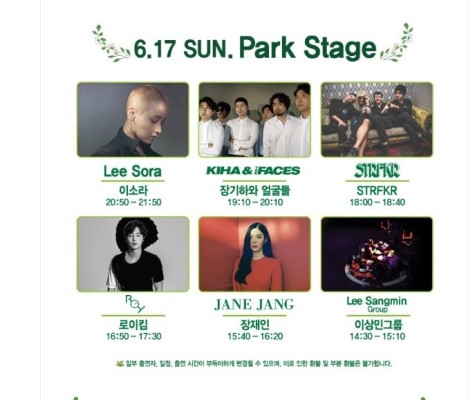 6.17 SUN. Park Stage
Lee Sora
이소라
20:50 – 21:50
KIHA & the FACES
장기하와 얼굴들
19:10 – 20:10
STRFKR
STRFKR
18:00 – 18:40
ROY
로이킴
16:50 – 17:30
JANE JANG
장재인
15:40 – 16:20
Lee Sangmin
Group
이상민그룹
14:30 – 15:10
일부 출연자, 일정, 출연 시간이 부득이하게 변경될 수 있으며, 이로 인한 환불 및 부분 환불은 불가합니다.